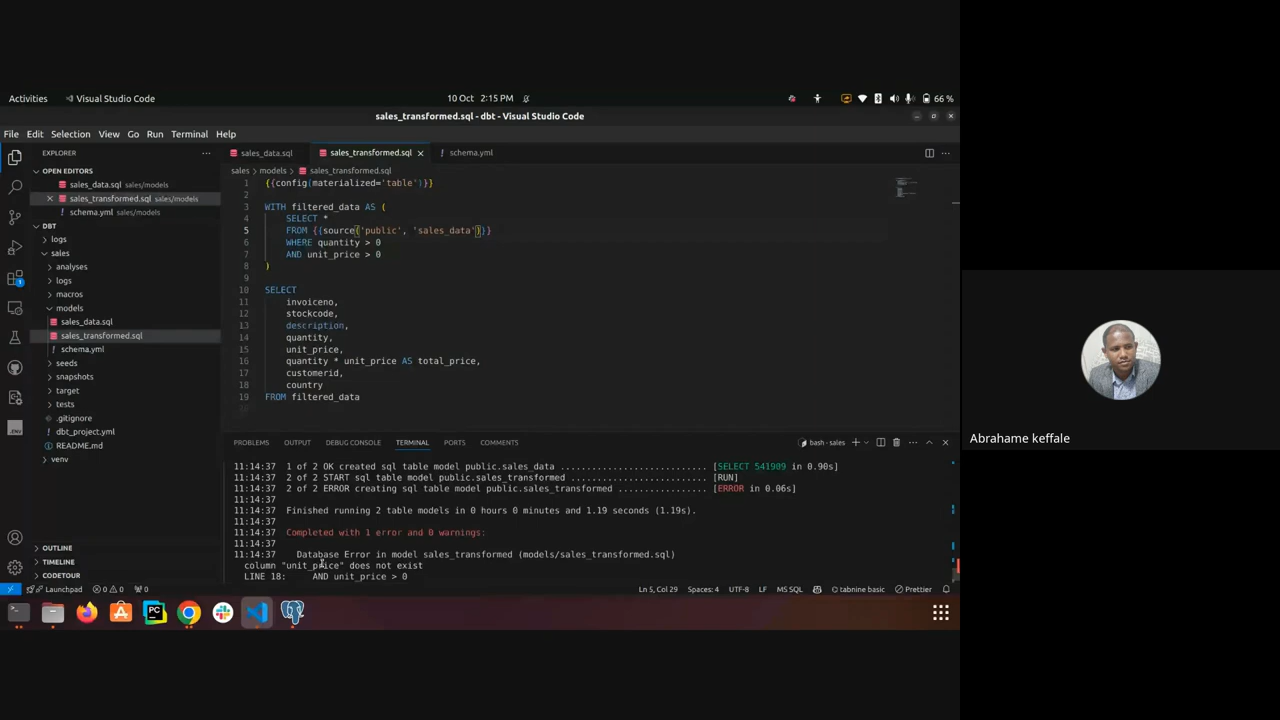 Activities
Visual Studio Code
10 Oct 2:15 PM
66 %
sales_transformed.sql - dbt - Visual Studio Code
File Edit Selection View Go Run Terminal Help
EXPLORER
OPEN EDITORS
sales_data.sql sales/models
sales_transformed.sql sales/models
schema.yml sales/models
DBT
logs
sales
analyses
logs
macros
models
sales_data.sql
sales_transformed.sql
schema.yml
seeds
snapshots
target
tests
.gitignore
dbt_project.yml
README.md
venv
OUTLINE
TIMELINE
CODETOUR
sales_data.sql sales_transformed.sql schema.yml
sales > models > sales_transformed.sql
1 {{config(materialized='table')}}
2
3 WITH filtered_data AS (
4 SELECT *
5 FROM {{source('public', 'sales_data')}}
6 WHERE quantity > 0
7 AND unit_price > 0
8 )
9
10 SELECT
11 invoiceno,
12 stockcode,
13 description,
14 quantity,
15 unit_price,
16 quantity * unit_price AS total_price,
17 customerid,
18 country
19 FROM filtered_data
PROBLEMS OUTPUT DEBUG CONSOLE TERMINAL PORTS COMMENTS
bash - sales
11:14:37 1 of 2 OK created sql table model public.sales_data .......................... [SELECT 541909 in 0.90s]
11:14:37 2 of 2 START sql table model public.sales_transformed ........................ [RUN]
11:14:37 2 of 2 ERROR creating sql table model public.sales_transformed ............... [ERROR in 0.06s]
11:14:37
11:14:37 Finished running 2 table models in 0 hours 0 minutes and 1.19 seconds (1.19s).
11:14:37
11:14:37 Completed with 1 error and 0 warnings:
11:14:37
11:14:37 Database Error in model sales_transformed (models/sales_transformed.sql)
column "unit_price" does not exist
LINE 18: AND unit_price > 0
Launchpad 0 0 0
Ln 5, Col 29 Spaces: 4 UTF-8 LF MS SQL tabnine basic Prettier
1
.ENV
PC
Abrahame keffale